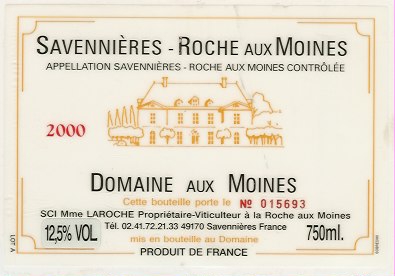 SAVENNIÈRES - ROCHE AUX MOINES
APPELLATION SAVENNIÈRES - ROCHE AUX MOINES CONTRÔLÉE
2000
DOMAINE AUX MOINES
Cette bouteille porte le Nº 015693
SCI Mme LAROCHE Propriétaire-Viticulteur à la Roche aux Moines
Tél. 02.41.72.21.33 49170 Savennières France
12,5% VOL.
750ml.
mis en bouteille au Domaine
PRODUIT DE FRANCE
LOT A